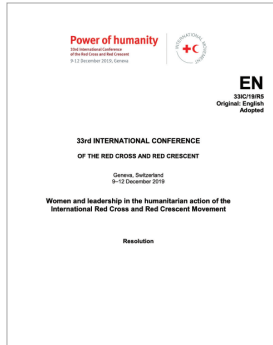 Power of humanity
33rd International Conference
of the Red Cross and Red Crescent
9-12 December 2019, Geneva
INTERNATIONAL MOVEMENT
EN
33IC/19/R5
Original: English
Adopted
33rd INTERNATIONAL CONFERENCE
OF THE RED CROSS AND RED CRESCENT
Geneva, Switzerland
9–12 December 2019
Women and leadership in the humanitarian action of the
International Red Cross and Red Crescent Movement
Resolution